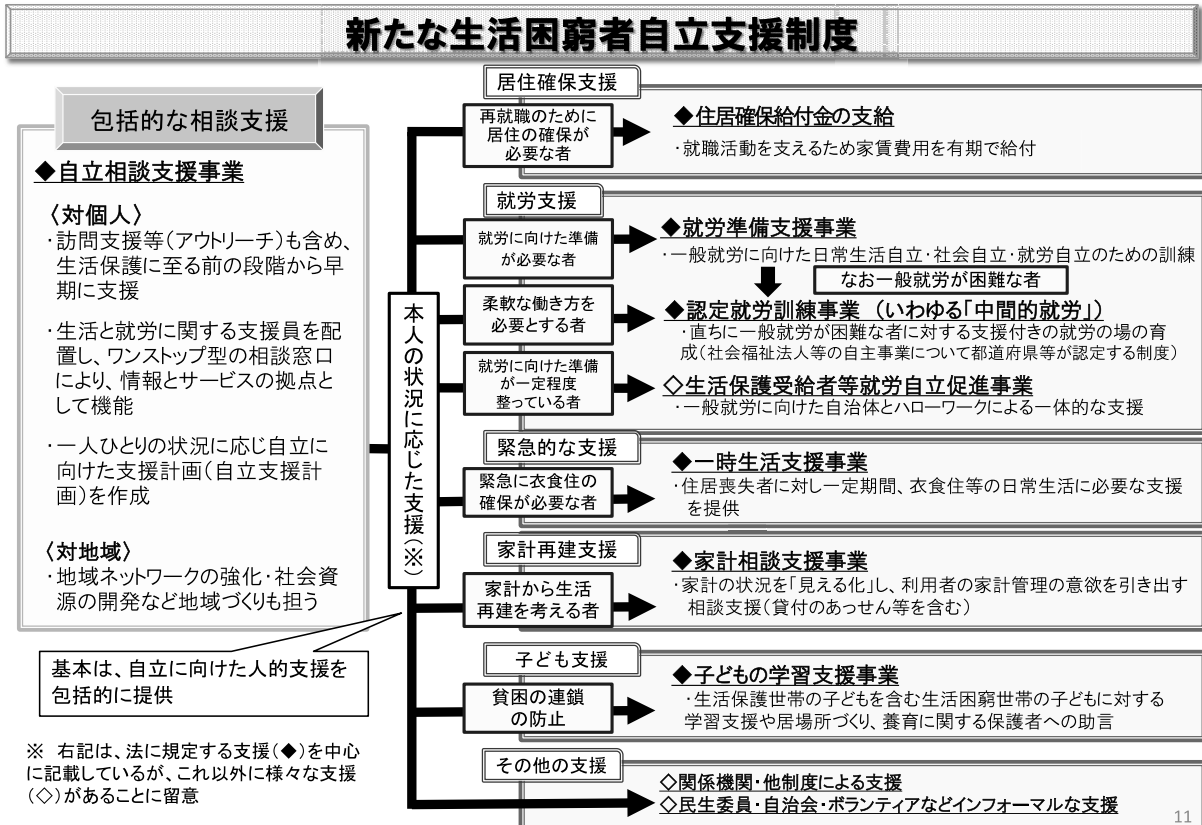 新たな生活困窮者自立支援制度
包括的な相談支援
◆自立相談支援事業
〈対個人〉
・訪問支援等(アウトリーチ)も含め、
生活保護に至る前の段階から早
期に支援
・生活と就労に関する支援員を配
置し、ワンストップ型の相談窓口
により、情報とサービスの拠点と
して機能
・一人ひとりの状況に応じ自立に
向けた支援計画(自立支援計
画)を作成
〈対地域〉
・地域ネットワークの強化・社会資
源の開発など地域づくりも担う
基本は、自立に向けた人的支援を
包括的に提供
※ 右記は、法に規定する支援(◆)を中心
に記載しているが、これ以外に様々な支援
(◇)があることに留意
本人の状況に応じた支援(※)
居住確保支援
再就職のために
居住の確保が
必要な者
◆住居確保給付金の支給
・就職活動を支えるため家賃費用を有期で給付
就労支援
就労に向けた準備
が必要な者
◆就労準備支援事業
・一般就労に向けた日常生活自立・社会自立・就労自立のための訓練
なお一般就労が困難な者
柔軟な働き方を
必要とする者
◆認定就労訓練事業 (いわゆる「中間的就労」)
・直ちに一般就労が困難な者に対する支援付きの就労の場の育
成(社会福祉法人等の自主事業について都道府県等が認定する制度)
就労に向けた準備
が一定程度
整っている者
◇生活保護受給者等就労自立促進事業
・一般就労に向けた自治体とハローワークによる一体的な支援
緊急的な支援
緊急に衣食住の
確保が必要な者
◆一時生活支援事業
・住居喪失者に対し一定期間、衣食住等の日常生活に必要な支援
を提供
家計再建支援
家計から生活
再建を考える者
◆家計相談支援事業
・家計の状況を「見える化」し、利用者の家計管理の意欲を引き出す
相談支援(貸付のあっせん等を含む)
子ども支援
貧困の連鎖
の防止
◆子どもの学習支援事業
・生活保護世帯の子どもを含む生活困窮世帯の子どもに対する
学習支援や居場所づくり、養育に関する保護者への助言
その他の支援
◇関係機関・他制度による支援
◇民生委員・自治会・ボランティアなどインフォーマルな支援
11